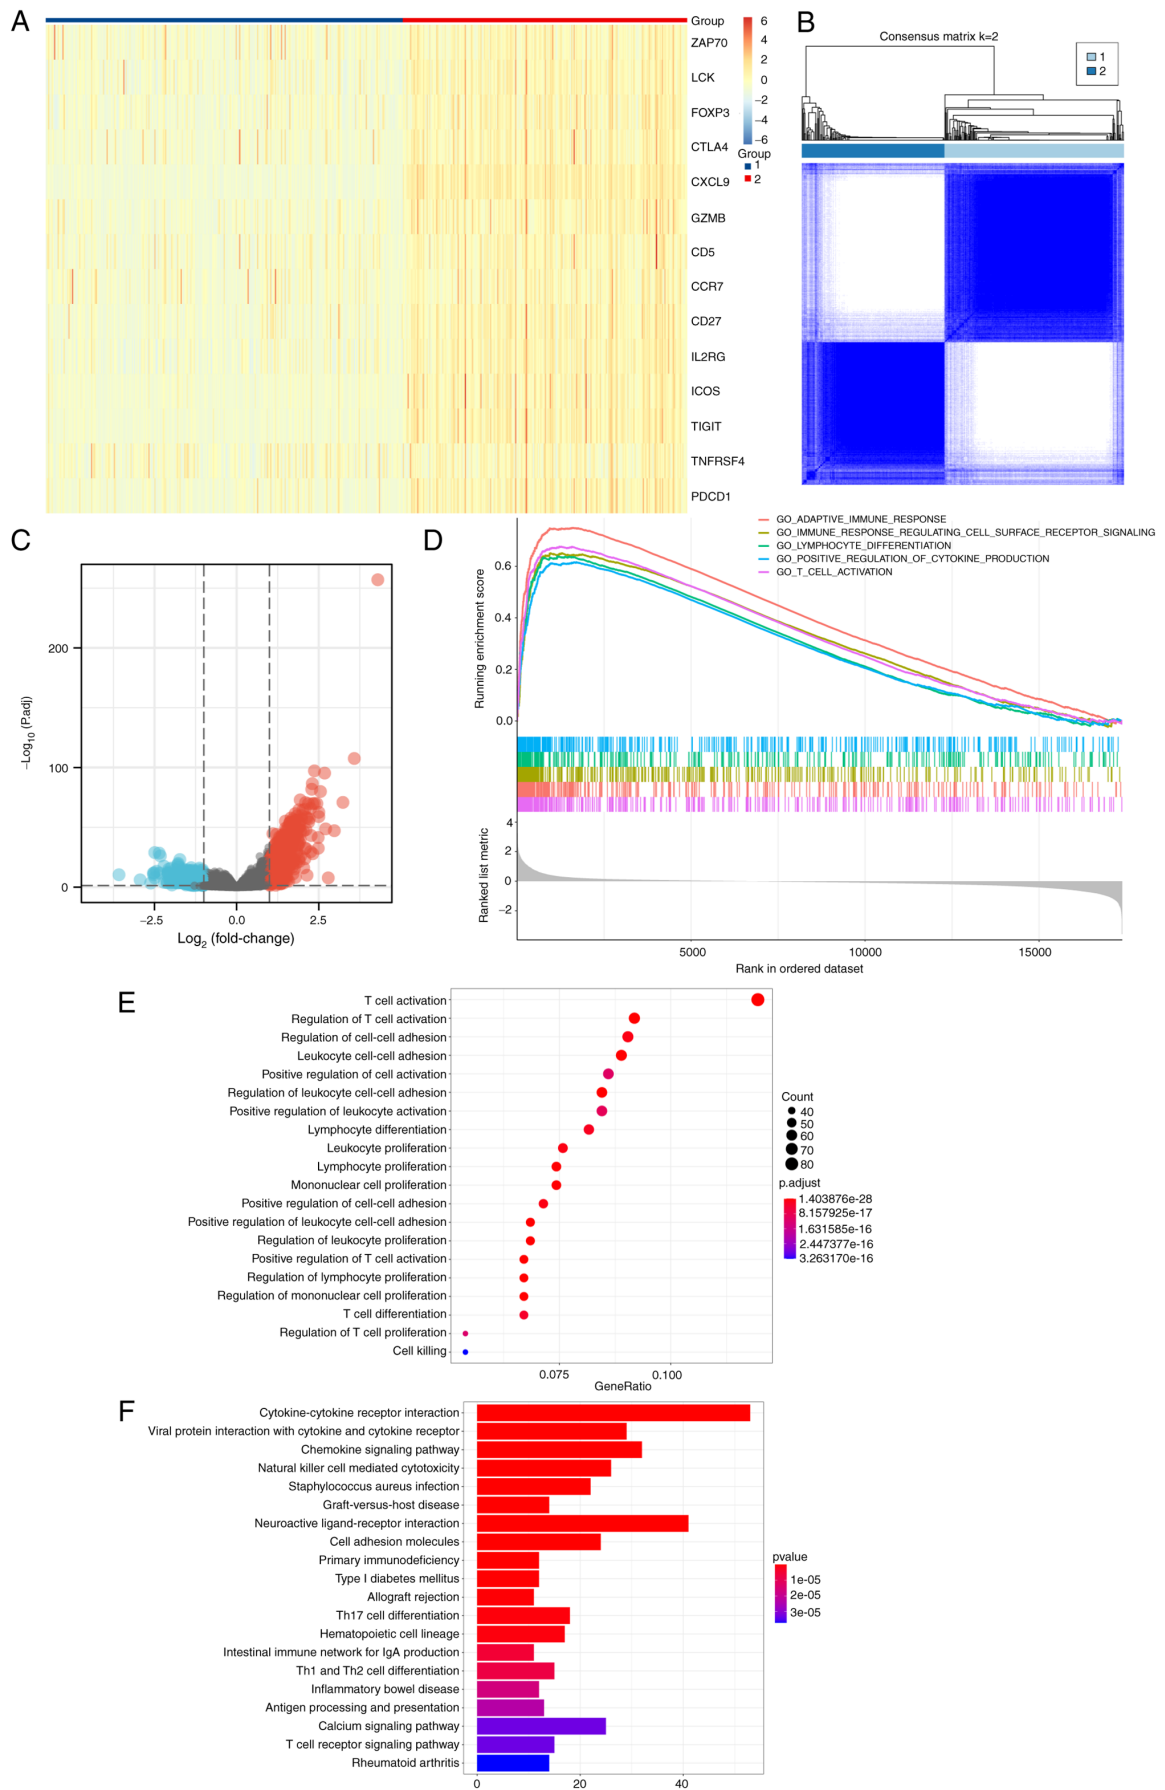 A
Group
ZAP70
LCK
FOXP3
CTLA4
CXCL9
GZMB
CD5
CCR7
CD27
IL2RG
ICOS
TIGIT
TNFRSF4
PDCD1
6
4
2
0
−2
−4
−6
Group
1
2
B
Consensus matrix k=2
1
2
C
200
100
0
−Log10 (P.adj)
−2.5
0.0
2.5
Log2 (fold-change)
D
GO_ADAPTIVE_IMMUNE_RESPONSE
GO_IMMUNE_RESPONSE_REGULATING_CELL_SURFACE_RECEPTOR_SIGNALING
GO_LYMPHOCYTE_DIFFERENTIATION
GO_POSITIVE_REGULATION_OF_CYTOKINE_PRODUCTION
GO_T_CELL_ACTIVATION
Running enrichment score
0.6
0.4
0.2
0.0
Ranked list metric
4
2
0
−2
5000
10000
15000
Rank in ordered dataset
E
T cell activation
Regulation of T cell activation
Regulation of cell-cell adhesion
Leukocyte cell-cell adhesion
Positive regulation of cell activation
Regulation of leukocyte cell-cell adhesion
Positive regulation of leukocyte activation
Lymphocyte differentiation
Leukocyte proliferation
Lymphocyte proliferation
Mononuclear cell proliferation
Positive regulation of cell-cell adhesion
Positive regulation of leukocyte cell-cell adhesion
Regulation of leukocyte proliferation
Positive regulation of T cell activation
Regulation of lymphocyte proliferation
Regulation of mononuclear cell proliferation
T cell differentiation
Regulation of T cell proliferation
Cell killing
0.075
0.100
GeneRatio
Count
40
50
60
70
80
p.adjust
1.403876e-28
8.157925e-17
1.631585e-16
2.447377e-16
3.263170e-16
F
Cytokine-cytokine receptor interaction
Viral protein interaction with cytokine and cytokine receptor
Chemokine signaling pathway
Natural killer cell mediated cytotoxicity
Staphylococcus aureus infection
Graft-versus-host disease
Neuroactive ligand-receptor interaction
Cell adhesion molecules
Primary immunodeficiency
Type I diabetes mellitus
Allograft rejection
Th17 cell differentiation
Hematopoietic cell lineage
Intestinal immune network for IgA production
Th1 and Th2 cell differentiation
Inflammatory bowel disease
Antigen processing and presentation
Calcium signaling pathway
T cell receptor signaling pathway
Rheumatoid arthritis
0
20
40
pvalue
1e-05
2e-05
3e-05